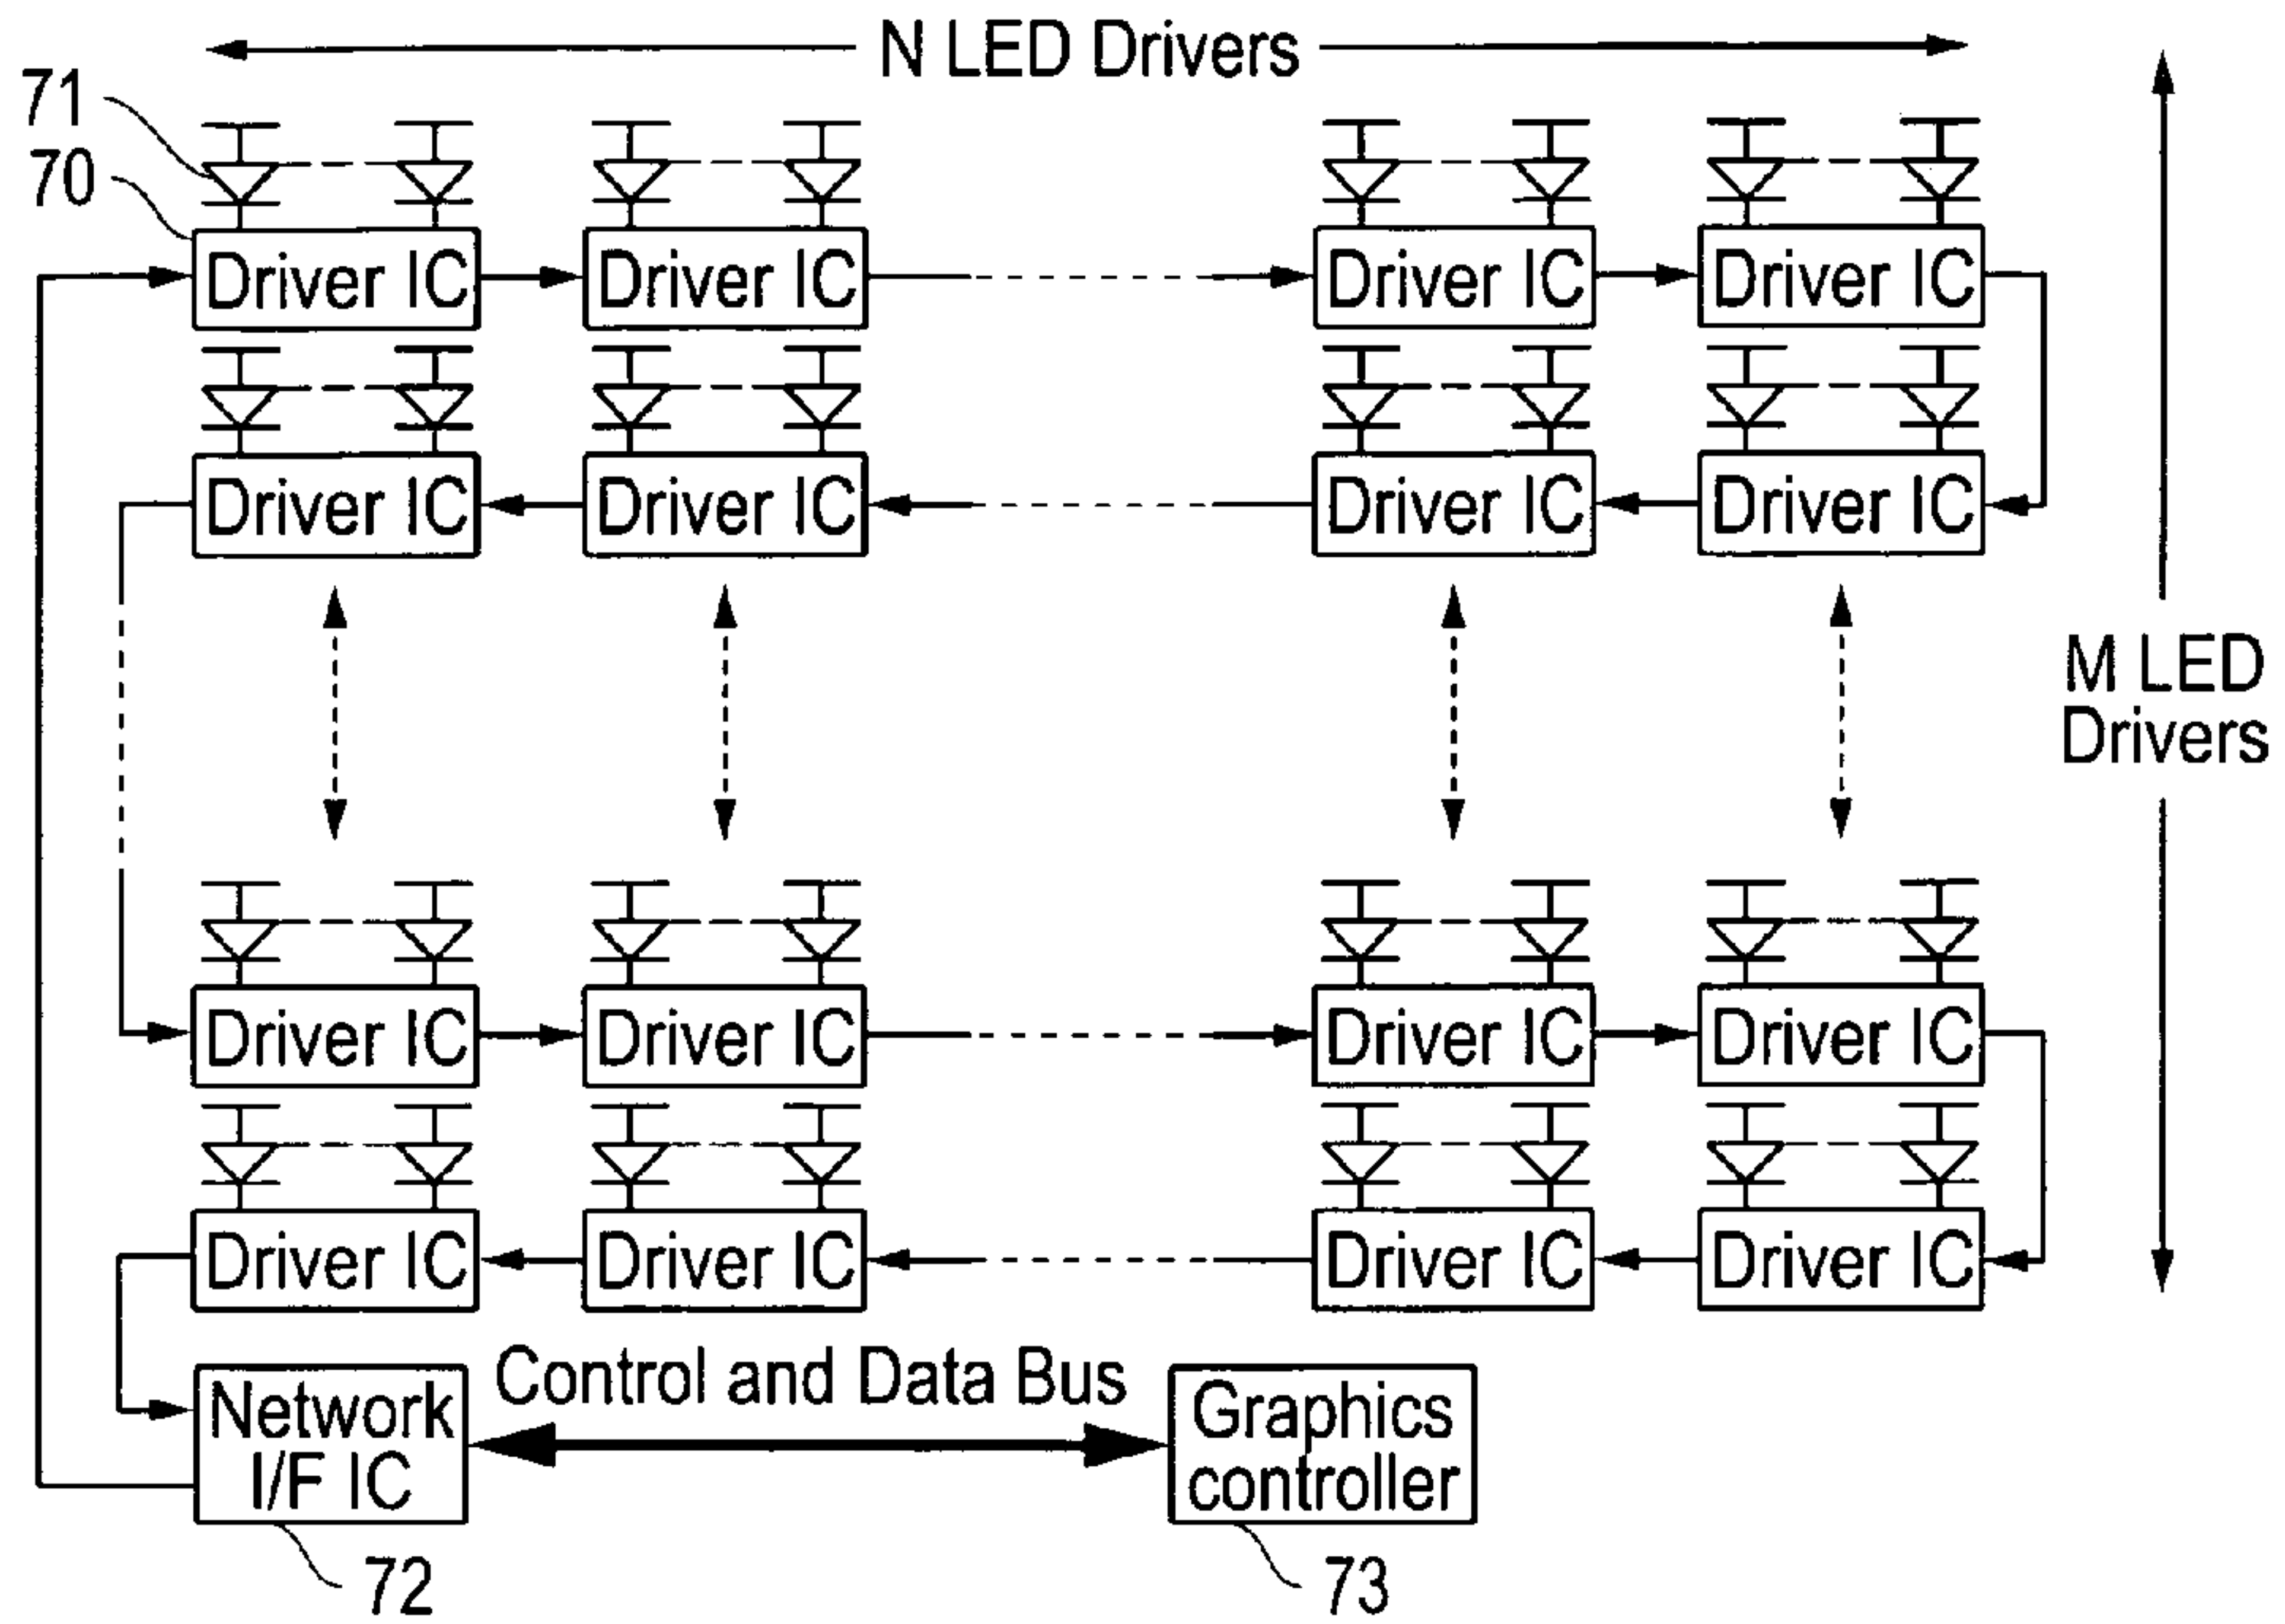 N LED Drivers
71
70
Driver IC Driver IC Driver IC Driver IC
Driver IC Driver IC Driver IC Driver IC
M LED
Drivers
Driver IC Driver IC Driver IC Driver IC
Driver IC Driver IC Driver IC Driver IC
Control and Data Bus
Network
I/F IC
Graphics
controller
72
73